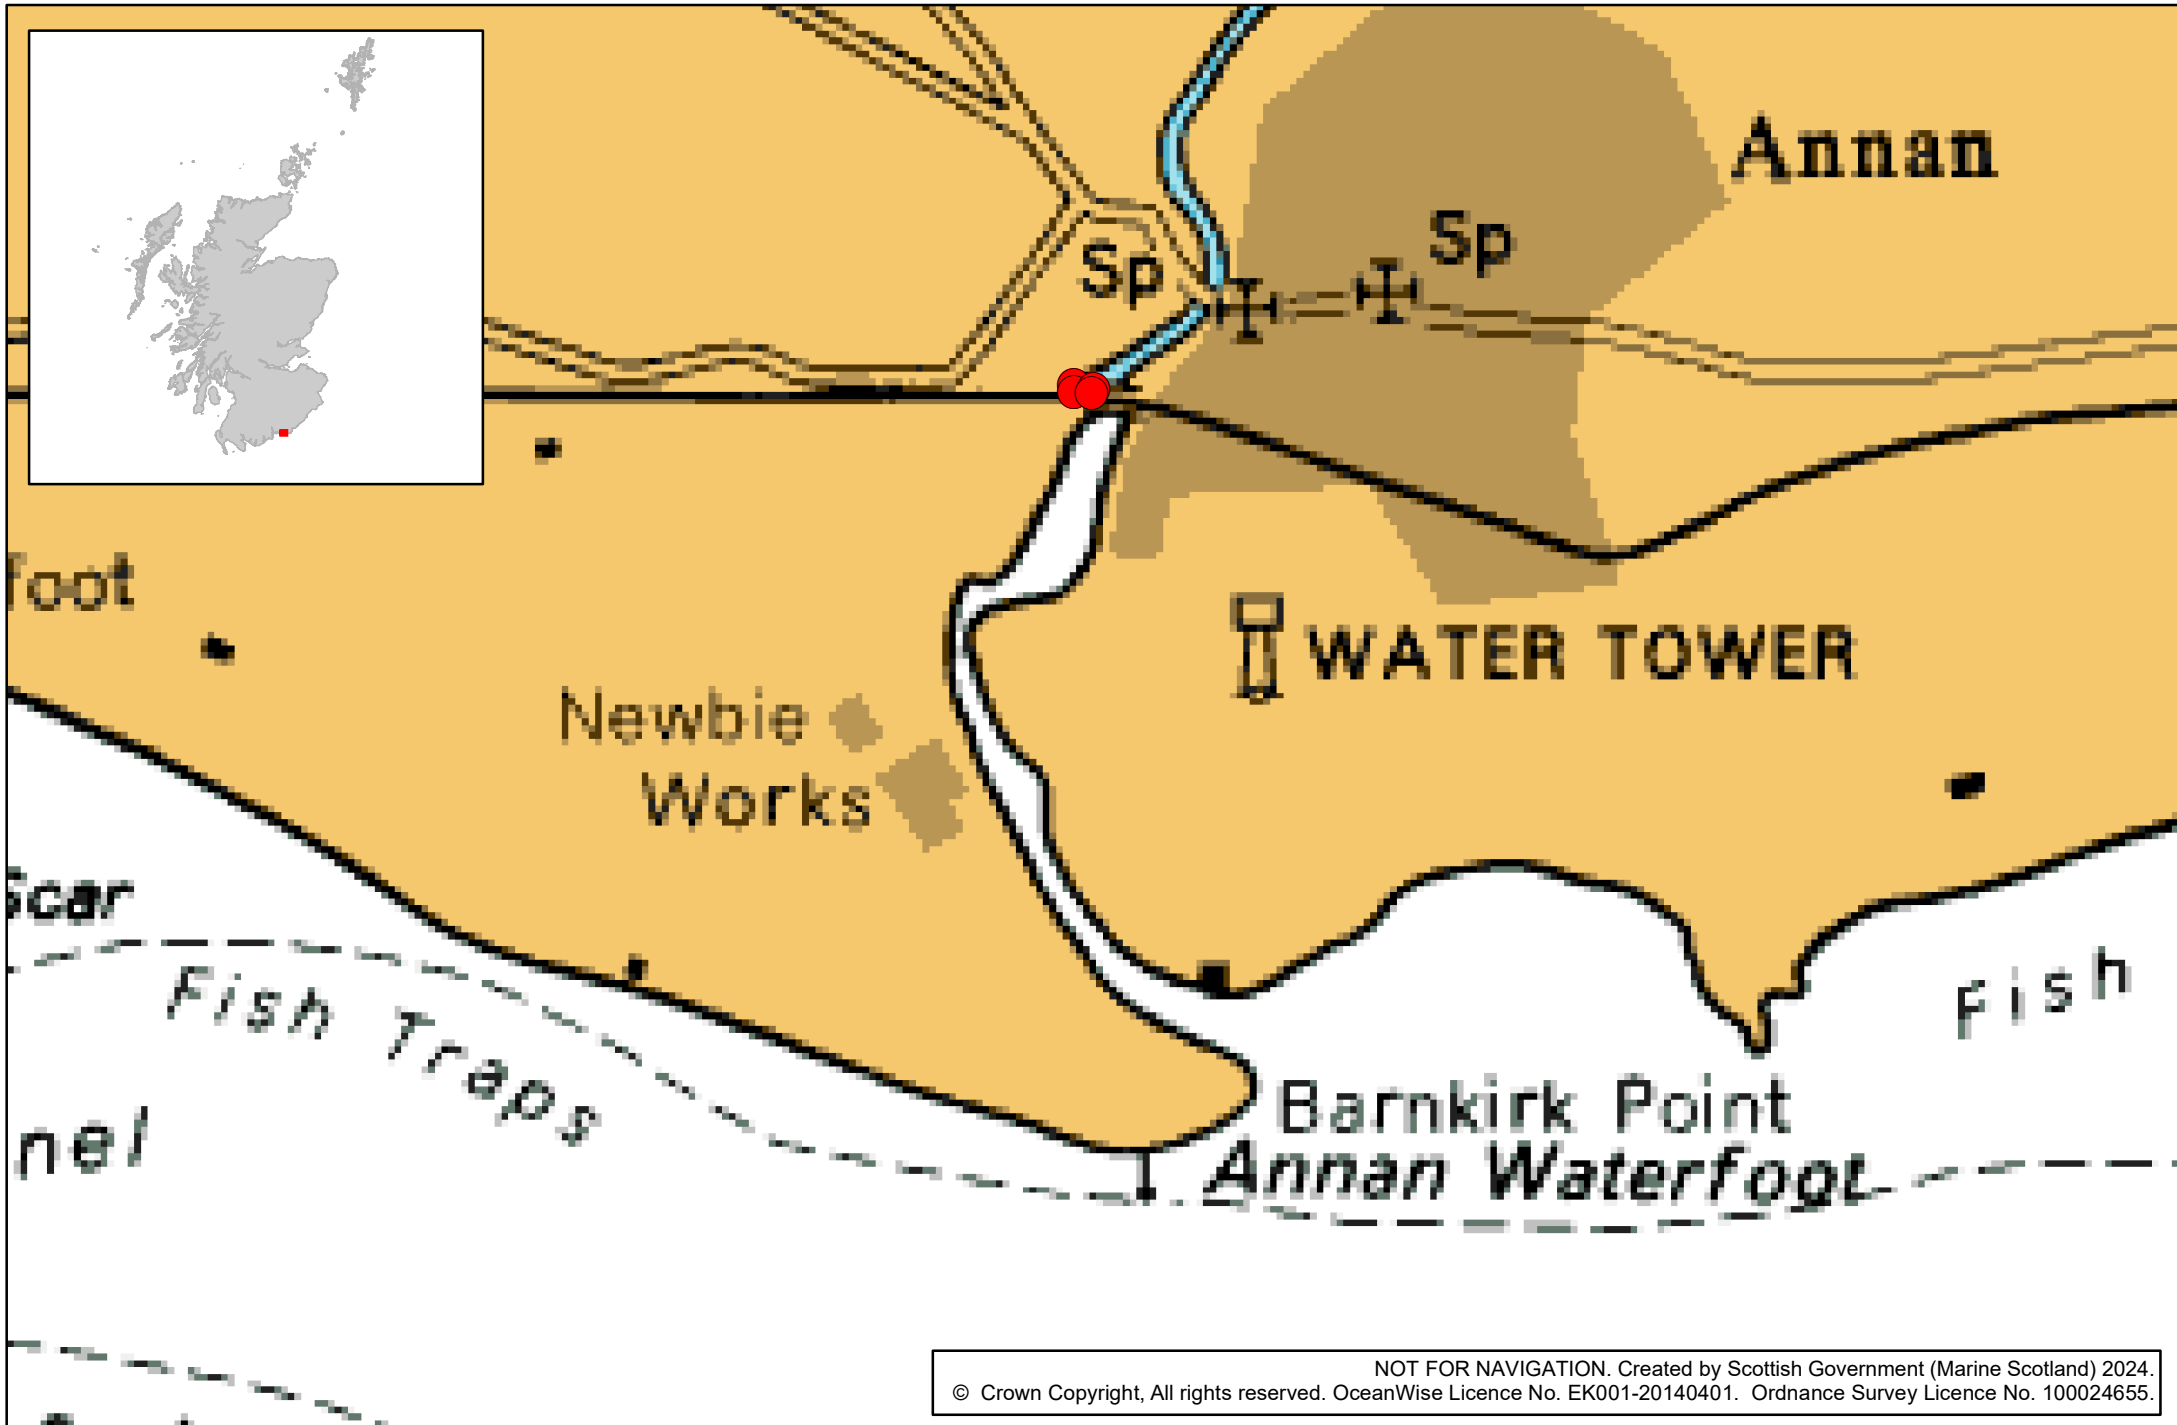 Annan
Sp
Sp
foot
WATER TOWER
Newbie
Works
Scar
Fish Traps
Fish
nel
Barnkirk Point
Annan Waterfoot
NOT FOR NAVIGATION. Created by Scottish Government (Marine Scotland) 2024.
© Crown Copyright, All rights reserved. OceanWise Licence No. EK001-20140401. Ordnance Survey Licence No. 100024655.